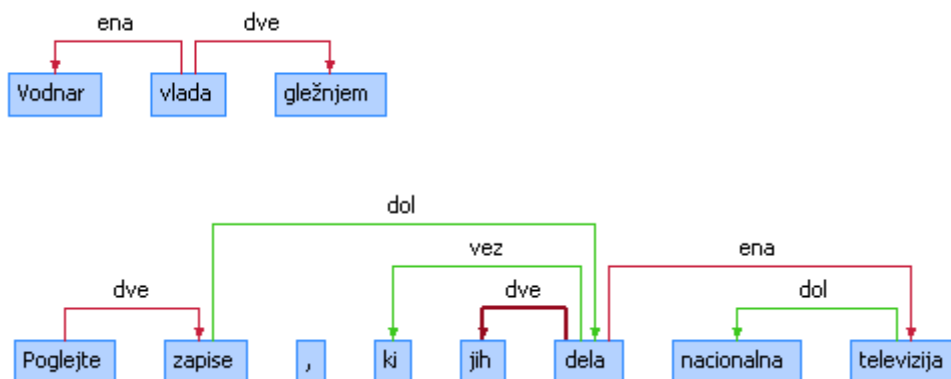 ena dve
Vodnar vlada gležnjem
dol
vez ena
dve dve dol
Poglejte zapise , ki jih dela nacionalna televizija